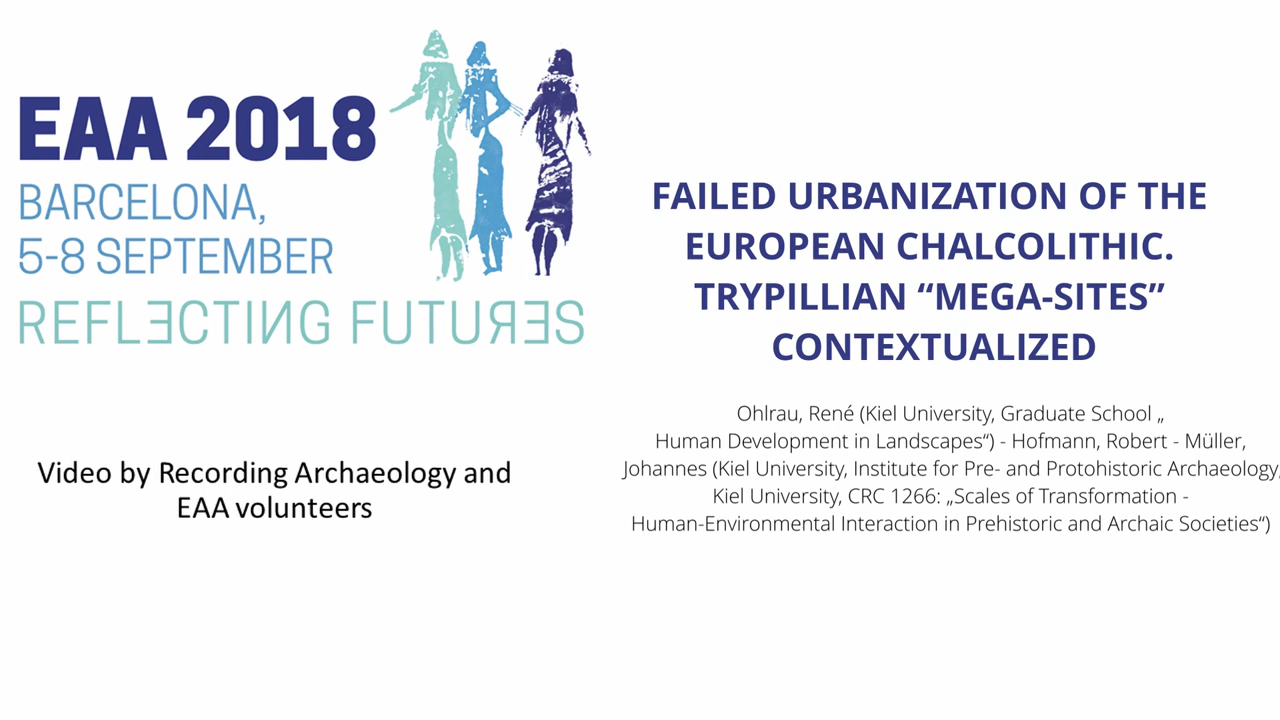 EAA 2018
BARCELONA,
5-8 SEPTEMBER
REFLECTING FUTURES
Video by Recording Archaeology and
EAA volunteers
FAILED URBANIZATION OF THE
EUROPEAN CHALCOLITHIC.
TRYPILLIAN “MEGA-SITES”
CONTEXTUALIZED
Ohlrau, René (Kiel University, Graduate School „
Human Development in Landscapes“) - Hofmann, Robert - Müller,
Johannes (Kiel University, Institute for Pre- and Protohistoric Archaeology,
Kiel University, CRC 1266: „Scales of Transformation -
Human-Environmental Interaction in Prehistoric and Archaic Societies“)